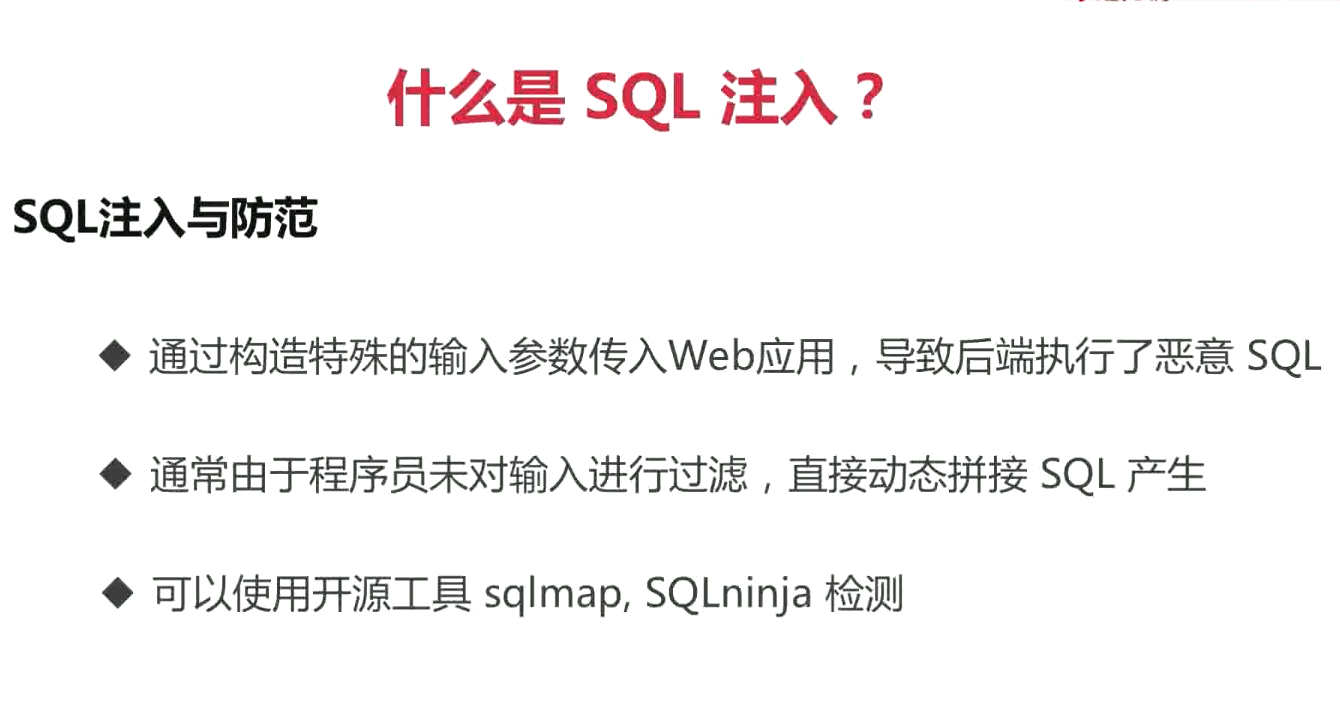 什么是 SQL 注入？
SQL注入与防范
◆ 通过构造特殊的输入参数传入Web应用，导致后端执行了恶意 SQL
◆ 通常由于程序员未对输入进行过滤，直接动态拼接 SQL 产生
◆ 可以使用开源工具 sqlmap, SQLninja 检测